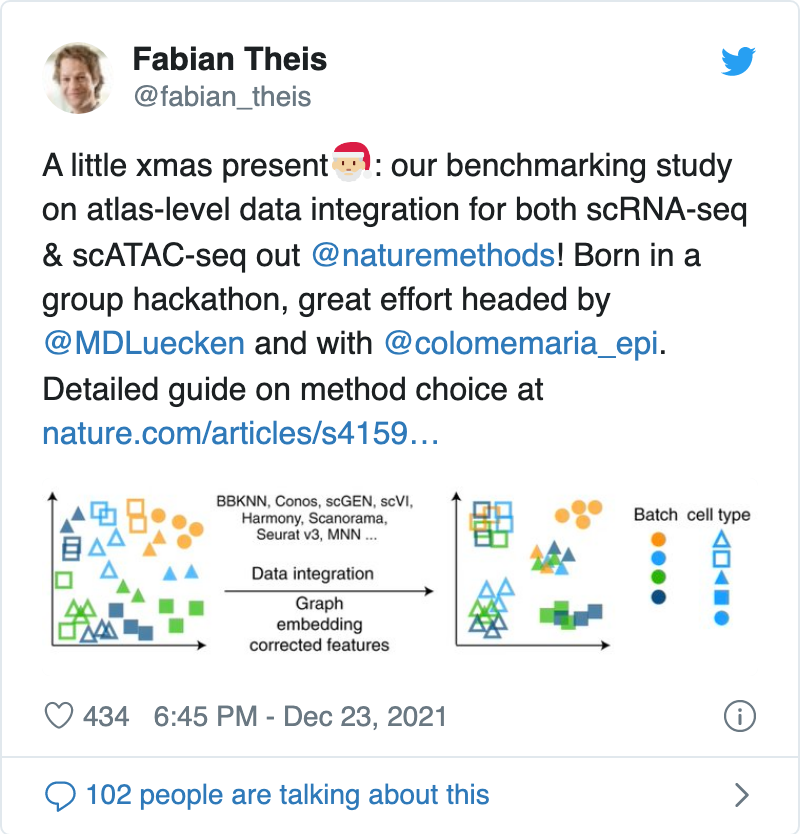 Fabian Theis
@fabian_theis
A little xmas present🎅🏼: our benchmarking study
on atlas-level data integration for both scRNA-seq
& scATAC-seq out @naturemethods! Born in a
group hackathon, great effort headed by
@MDLuecken and with @colomemaria_epi.
Detailed guide on method choice at
nature.com/articles/s4159…
BBKNN, Conos, scGEN, scVI,
Harmony, Scanorama,
Seurat v3, MNN ...
Data integration
Graph
embedding
corrected features
Batch cell type
434 6:45 PM - Dec 23, 2021
102 people are talking about this